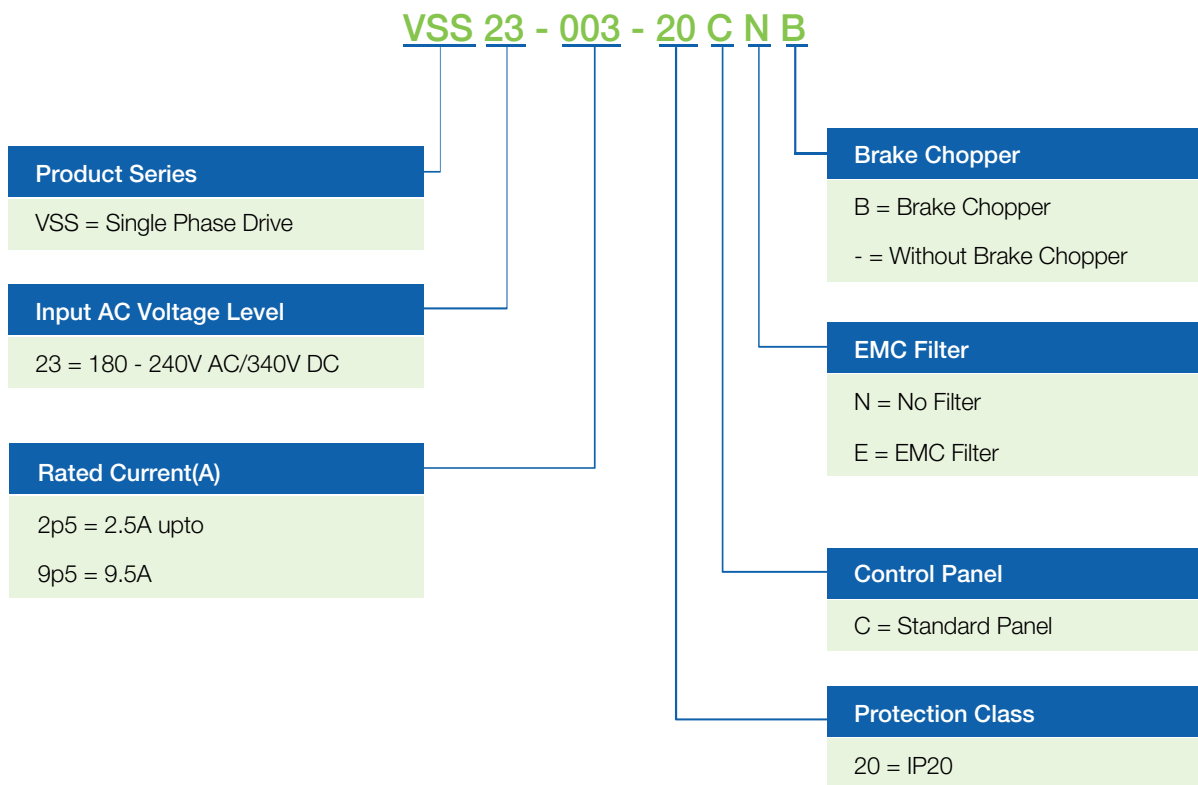 VSS 23 - 003 - 20 C N B
Product Series
VSS = Single Phase Drive
Input AC Voltage Level
23 = 180 - 240V AC/340V DC
Rated Current(A)
2p5 = 2.5A upto
9p5 = 9.5A
Brake Chopper
B = Brake Chopper
- = Without Brake Chopper
EMC Filter
N = No Filter
E = EMC Filter
Control Panel
C = Standard Panel
Protection Class
20 = IP20